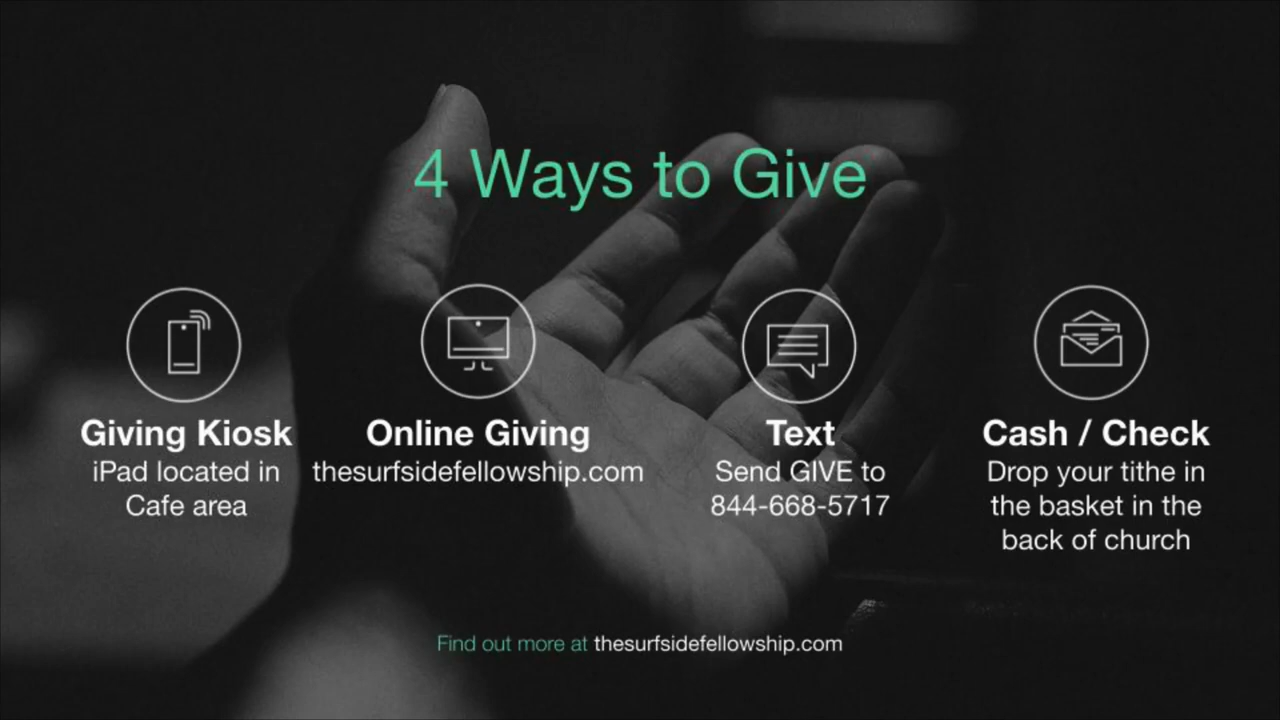 4 Ways to Give
Giving Kiosk
iPad located in
Cafe area
Online Giving
thesurfsidefellowship.com
Text
Send GIVE to
844-668-5717
Cash / Check
Drop your tithe in
the basket in the
back of church
Find out more at thesurfsidefellowship.com